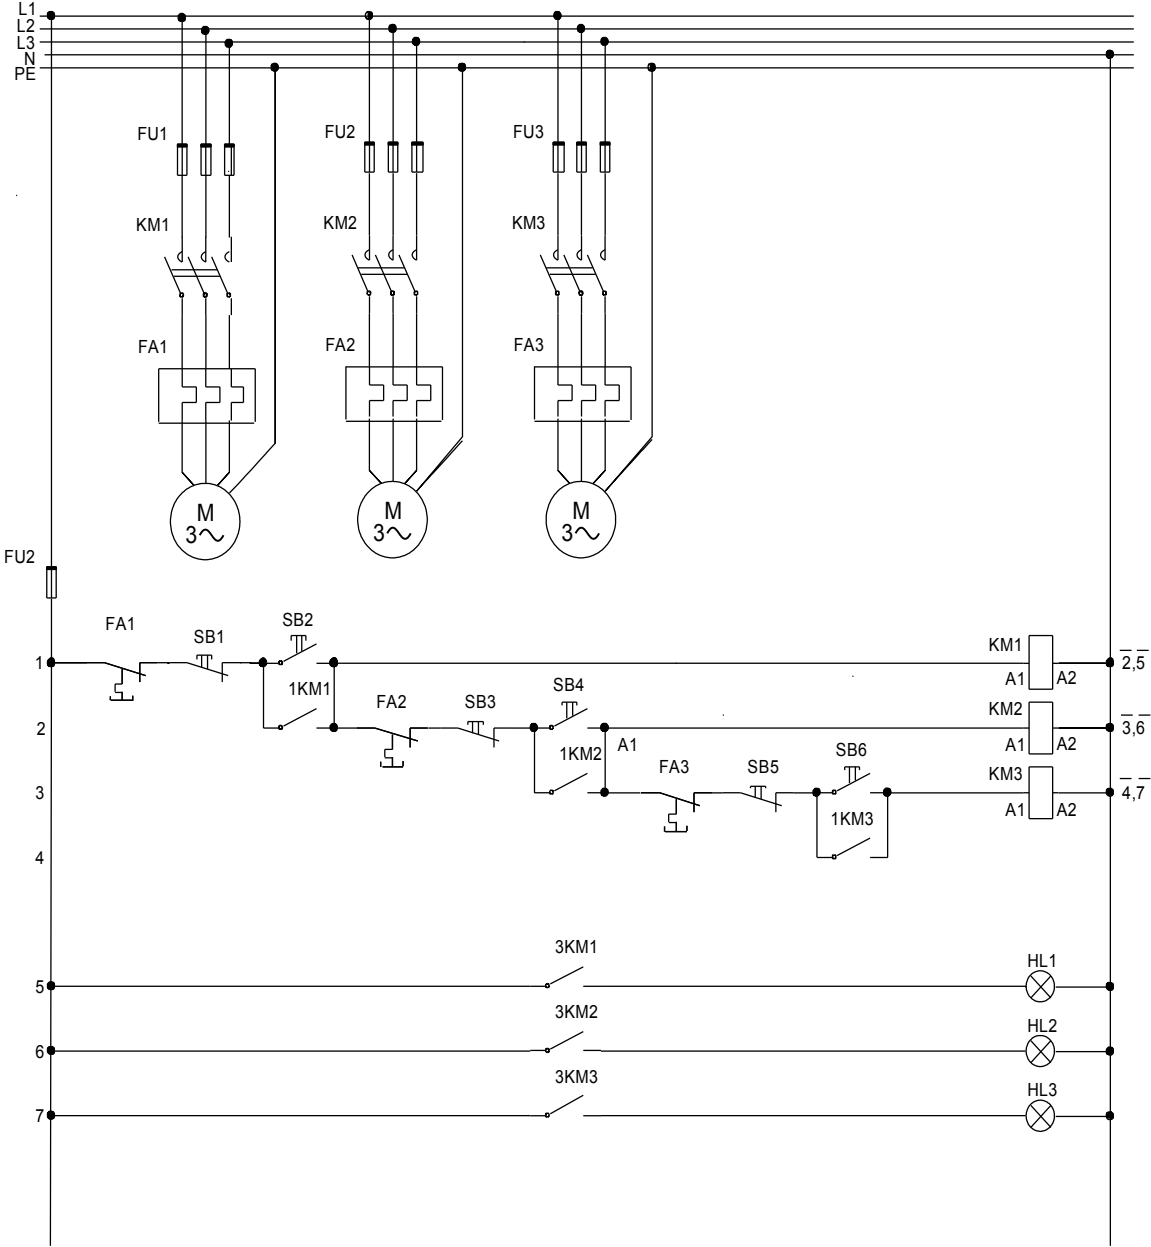 L1
L2
L3
N
PE
FU1 FU2 FU3
KM1 KM2 KM3
FA1 FA2 FA3
M 3∼ M 3∼ M 3∼
FU2
FA1 SB1 SB2 KM1
1 A1 A2 2,5
1KM1 FA2 SB3 SB4 KM2
2 A1 A1 A2 3,6
1KM2 FA3 SB5 SB6 KM3
3 A1 A2 4,7
1KM3
4
3KM1 HL1
5
3KM2 HL2
6
3KM3 HL3
7